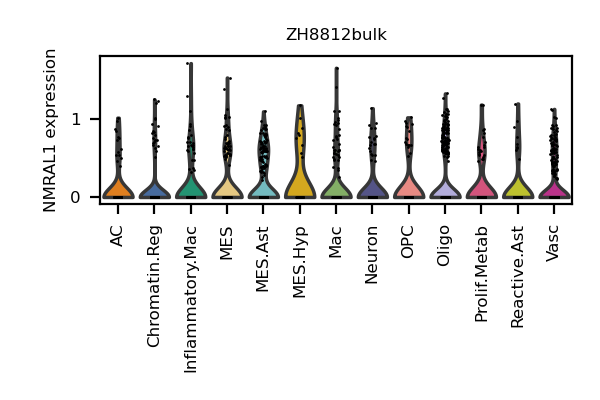 ZH8812bulk
NMRAL1 expression
1
0
AC
Chromatin.Reg
Inflammatory.Mac
MES
MES.Ast
MES.Hyp
Mac
Neuron
OPC
Oligo
Prolif.Metab
Reactive.Ast
Vasc